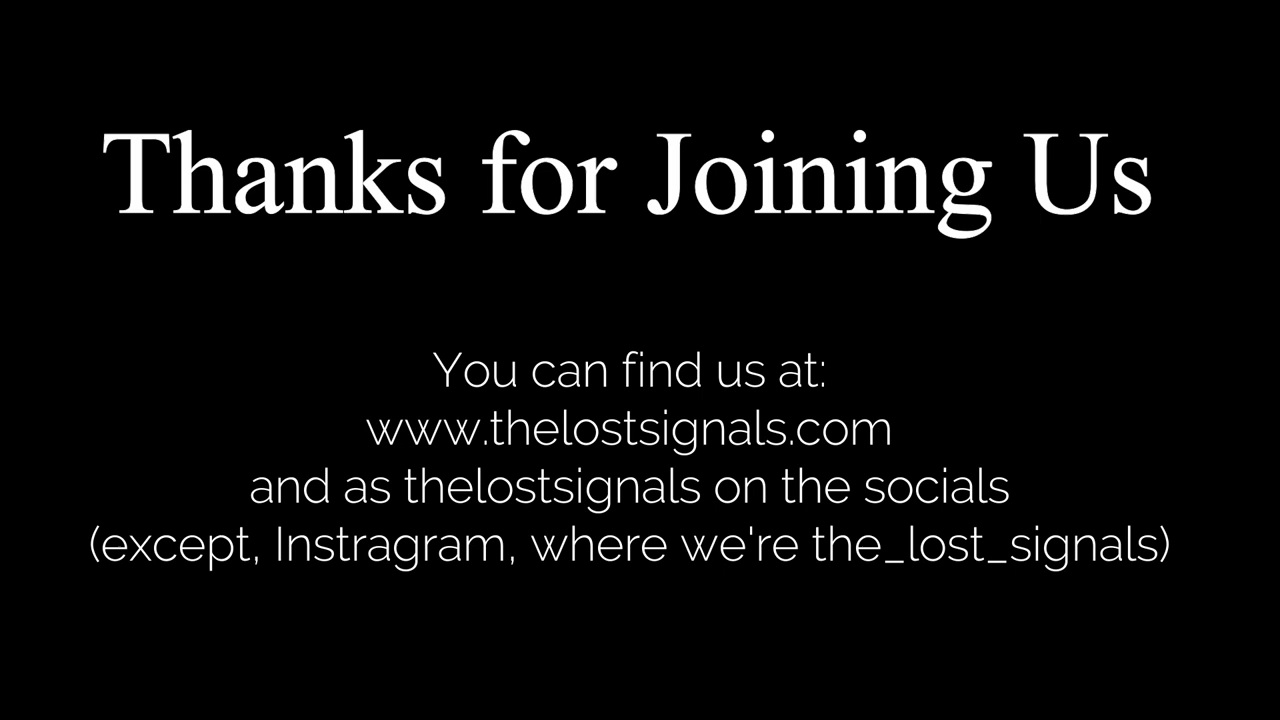 Thanks for Joining Us
You can find us at:
www.thelostsignals.com
and as thelostsignals on the socials
(except, Instragram, where we're the_lost_signals)